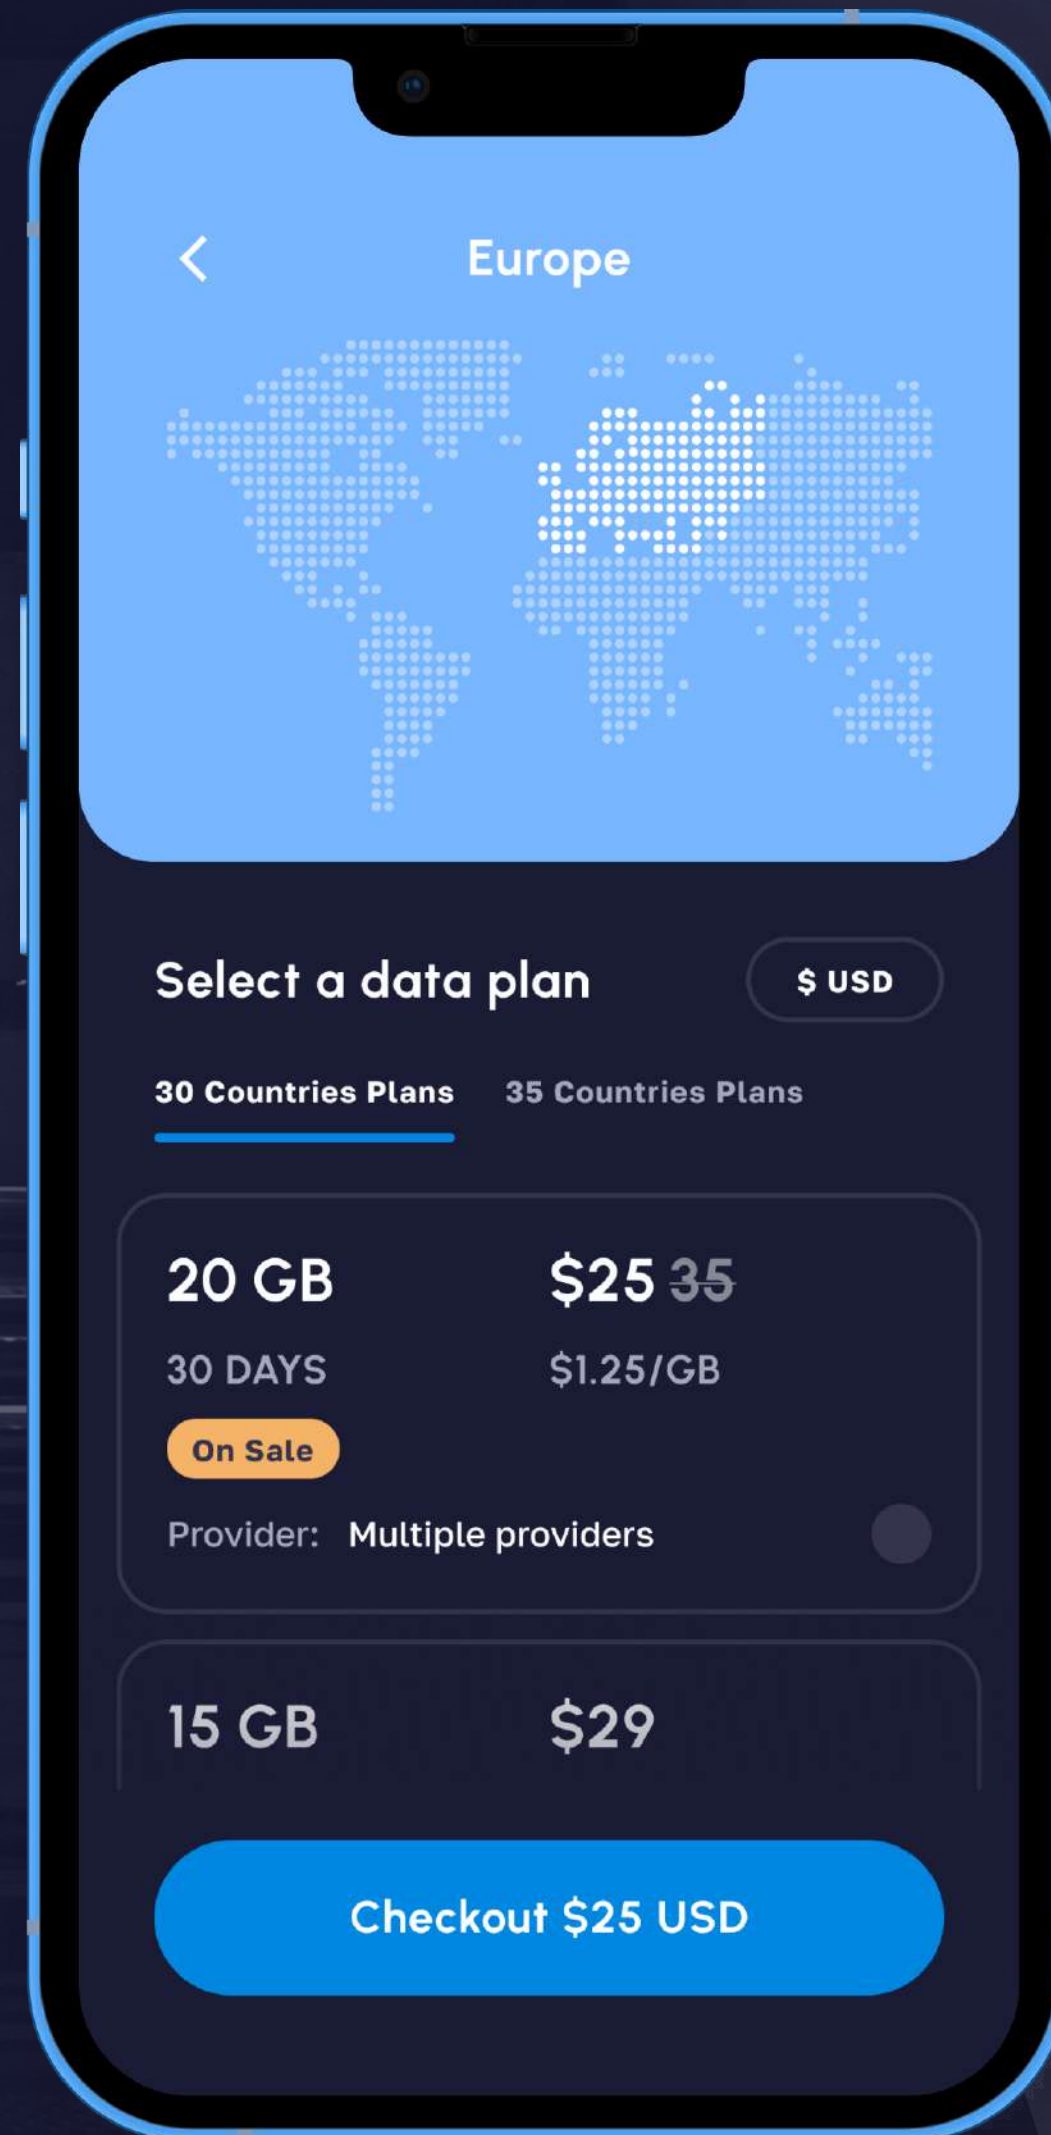 Europe
Select a data plan
$ USD
30 Countries Plans
35 Countries Plans
20 GB
$25 35
30 DAYS
$1.25/GB
On Sale
Provider: Multiple providers
15 GB
$29
Checkout $25 USD